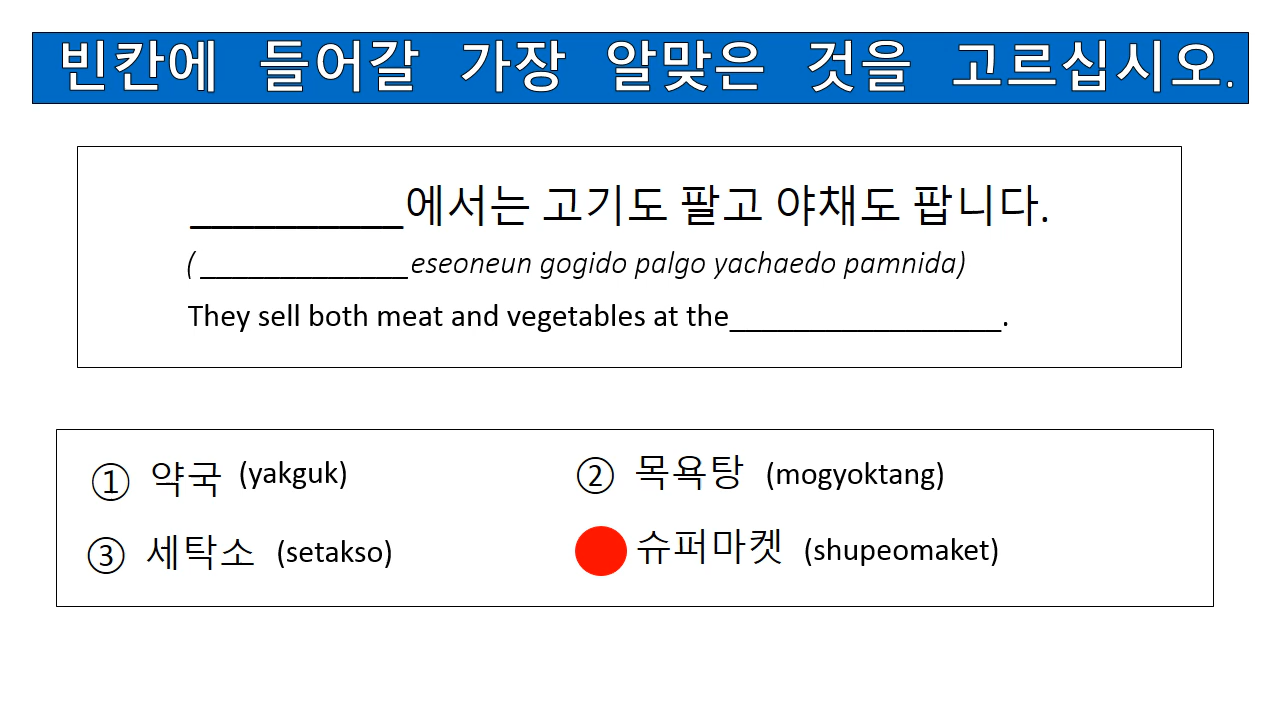 빈칸에 들어갈 가장 알맞은 것을 고르십시오.
__________에서는 고기도 팔고 야채도 팝니다.
( ______________eseoneun gogido palgo yachaedo pamnida)
They sell both meat and vegetables at the__________________.
① 약국 (yakguk) ② 목욕탕 (mogyoktang)
③ 세탁소 (setakso) 슈퍼마켓 (shupeomaket)